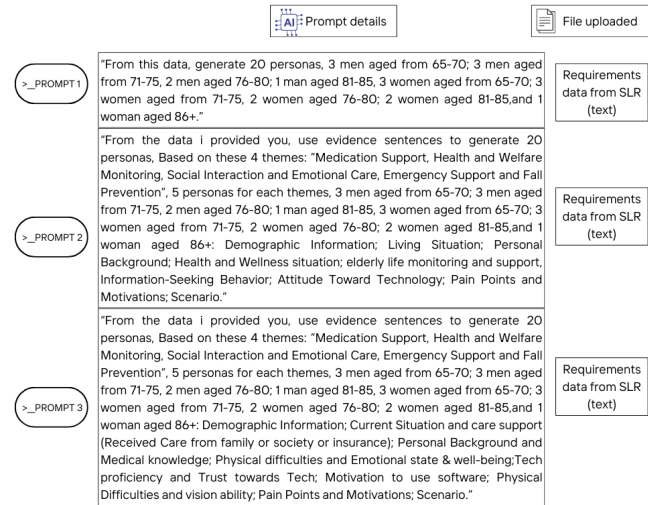 AI Prompt details
File uploaded
>_PROMPT 1
"From this data, generate 20 personas, 3 men aged from 65-70; 3 men aged
from 71-75, 2 men aged 76-80; 1 man aged 81-85, 3 women aged from 65-70; 3
women aged from 71-75, 2 women aged 76-80; 2 women aged 81-85,and 1
woman aged 86+."
Requirements
data from SLR
(text)
>_PROMPT 2
"From the data i provided you, use evidence sentences to generate 20
personas, Based on these 4 themes: "Medication Support, Health and Welfare
Monitoring, Social Interaction and Emotional Care, Emergency Support and Fall
Prevention", 5 personas for each themes, 3 men aged from 65-70; 3 men aged
from 71-75, 2 men aged 76-80; 1 man aged 81-85, 3 women aged from 65-70; 3
women aged from 71-75, 2 women aged 76-80; 2 women aged 81-85,and 1
woman aged 86+: Demographic Information; Living Situation; Personal
Background; Health and Wellness situation; elderly life monitoring and support,
Information-Seeking Behavior; Attitude Toward Technology; Pain Points and
Motivations; Scenario."
Requirements
data from SLR
(text)
>_PROMPT 3
"From the data i provided you, use evidence sentences to generate 20
personas, Based on these 4 themes: "Medication Support, Health and Welfare
Monitoring, Social Interaction and Emotional Care, Emergency Support and Fall
Prevention", 5 personas for each themes, 3 men aged from 65-70; 3 men aged
from 71-75, 2 men aged 76-80; 1 man aged 81-85, 3 women aged from 65-70; 3
women aged from 71-75, 2 women aged 76-80; 2 women aged 81-85,and 1
woman aged 86+: Demographic Information; Current Situation and care support
(Received Care from family or society or insurance); Personal Background and
Medical knowledge; Physical difficulties and Emotional state & well-being;Tech
proficiency and Trust towards Tech; Motivation to use software; Physical
Difficulties and vision ability; Pain Points and Motivations; Scenario."
Requirements
data from SLR
(text)